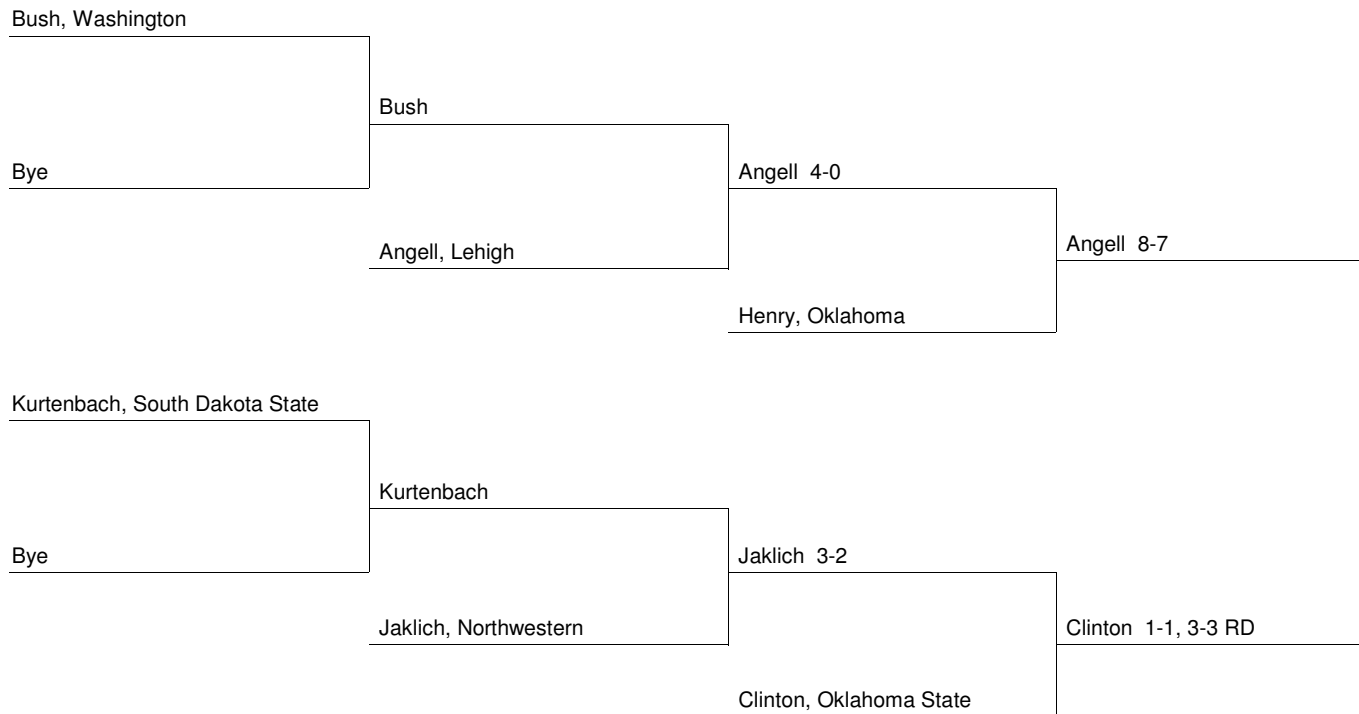 Bush, Washington
Bush
Bye
Angell 4-0
Angell, Lehigh
Angell 8-7
Henry, Oklahoma
Kurtenbach, South Dakota State
Kurtenbach
Bye
Jaklich 3-2
Jaklich, Northwestern
Clinton 1-1, 3-3 RD
Clinton, Oklahoma State